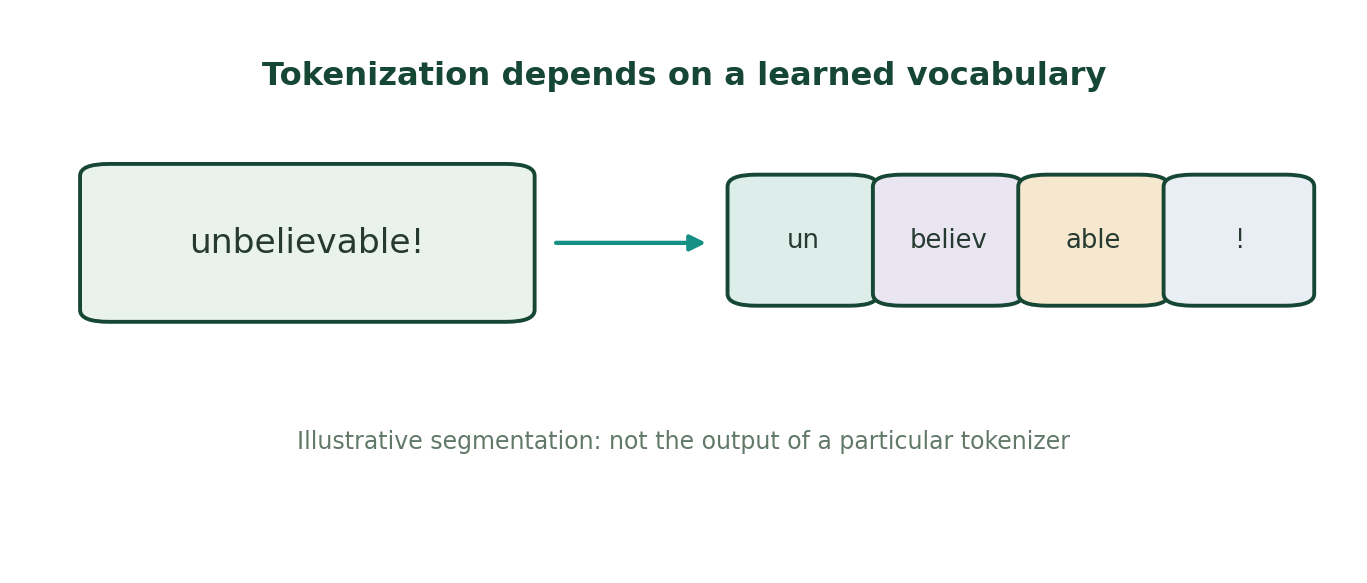 Tokenization depends on a learned vocabulary
unbelievable!
un
believ
able
!
Illustrative segmentation: not the output of a particular tokenizer